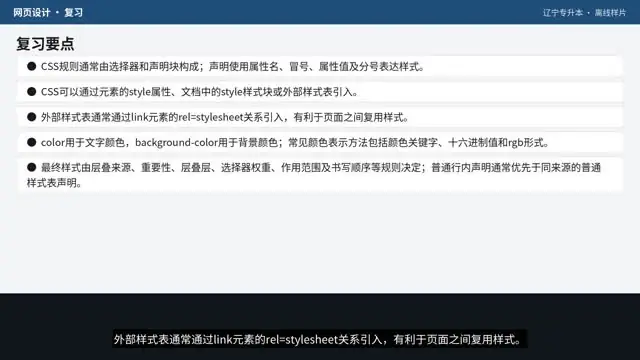 网页设计 · 复习
辽宁专升本 · 离线样片
复习要点
● CSS规则通常由选择器和声明块构成；声明使用属性名、冒号、属性值及分号表达样式。
● CSS可以通过元素的style属性、文档中的style样式块或外部样式表引入。
● 外部样式表通常通过link元素的rel=stylesheet关系引入，有利于页面之间复用样式。
● color用于文字颜色，background-color用于背景颜色；常见颜色表示方法包括颜色关键字、十六进制值和rgb形式。
● 最终样式由层叠来源、重要性、层叠层、选择器权重、作用范围及书写顺序等规则决定；普通行内声明通常优先于同来源的普通
样式表声明。
外部样式表通常通过link元素的rel=stylesheet关系引入，有利于页面之间复用样式。